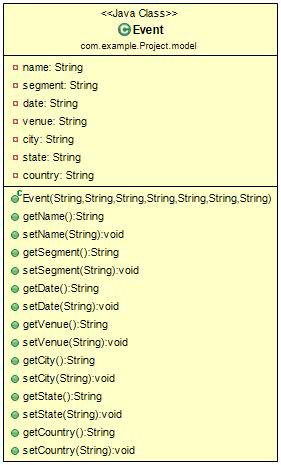 <<Java Class>>
Event
com.example.Project.model
name: String
segment: String
date: String
venue: String
city: String
state: String
country: String
Event(String,String,String,String,String,String,String)
getName():String
setName(String):void
getSegment():String
setSegment(String):void
getDate():String
setDate(String):void
getVenue():String
setVenue(String):void
getCity():String
setCity(String):void
getState():String
setState(String):void
getCountry():String
setCountry(String):void